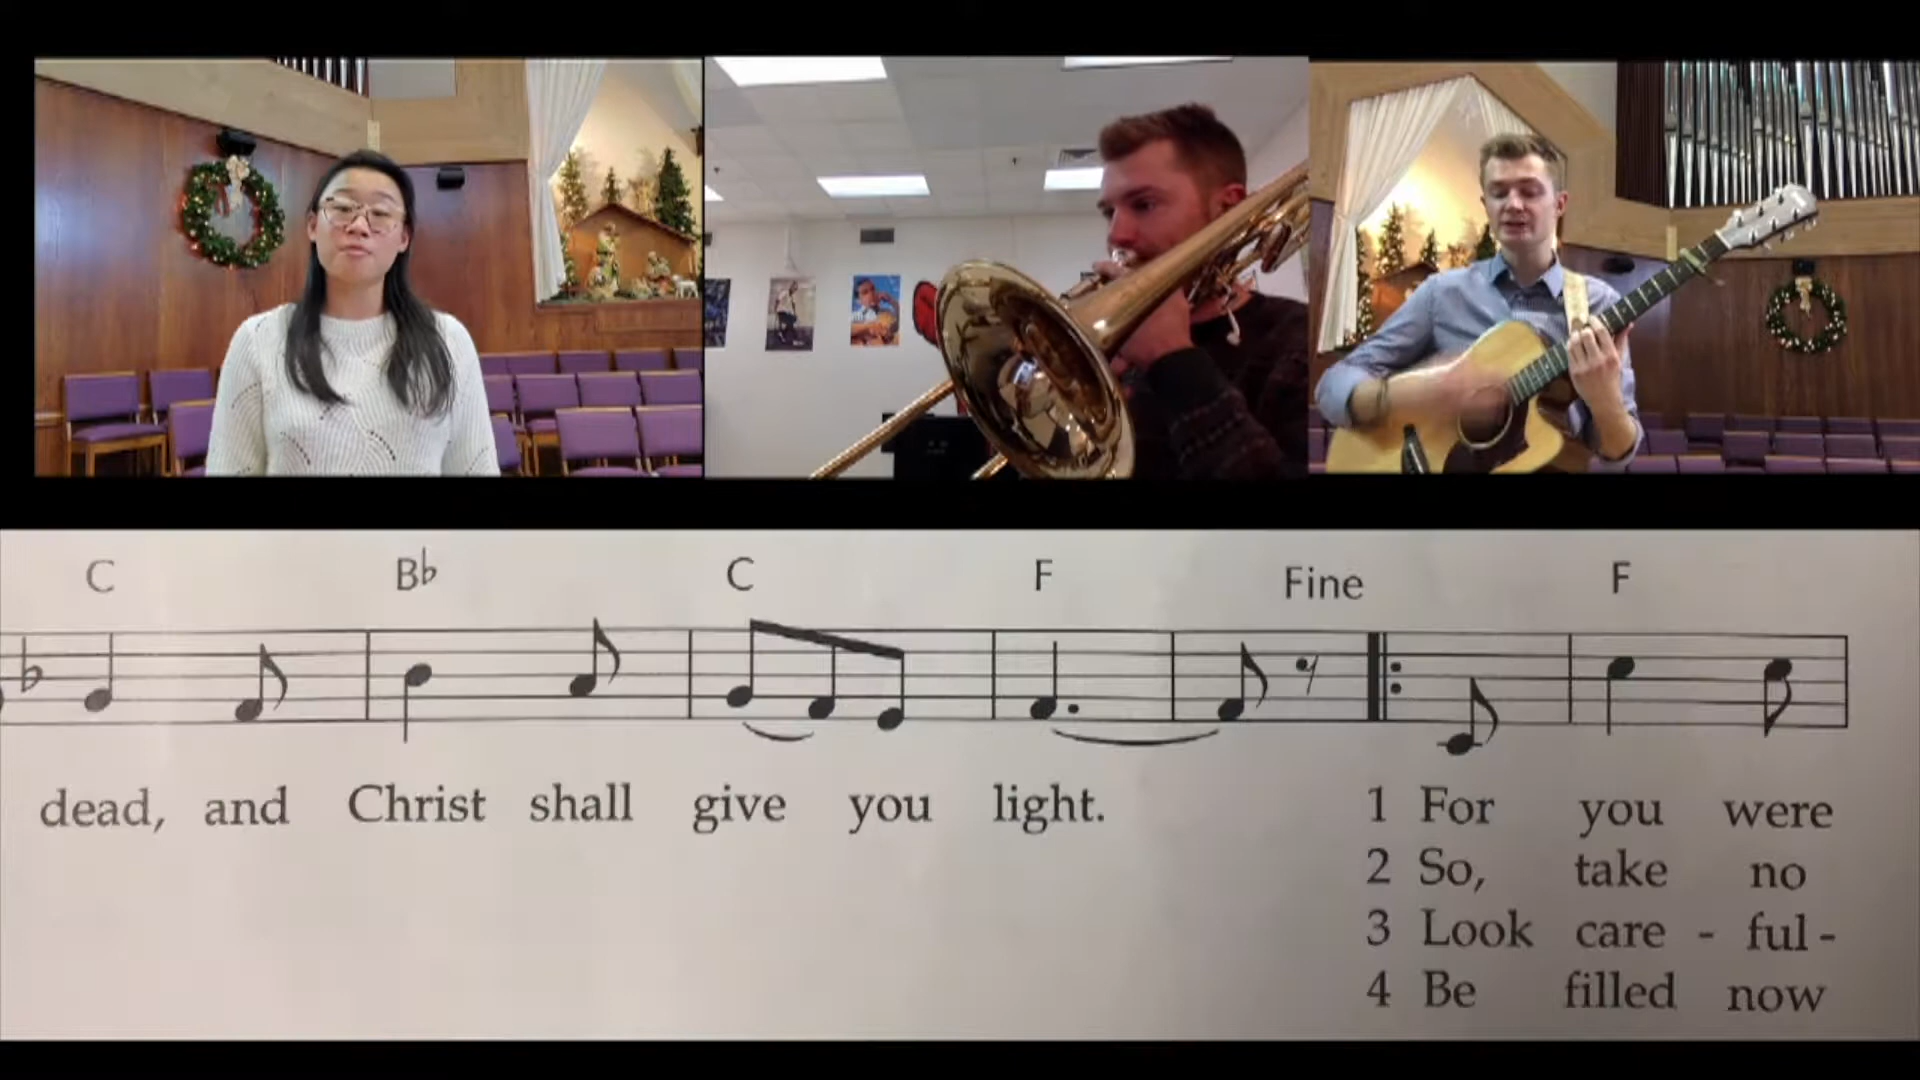 C B♭ C F Fine F
dead, and Christ shall give you light. 1 For you were
2 So, take no
3 Look care - ful -
4 Be filled now